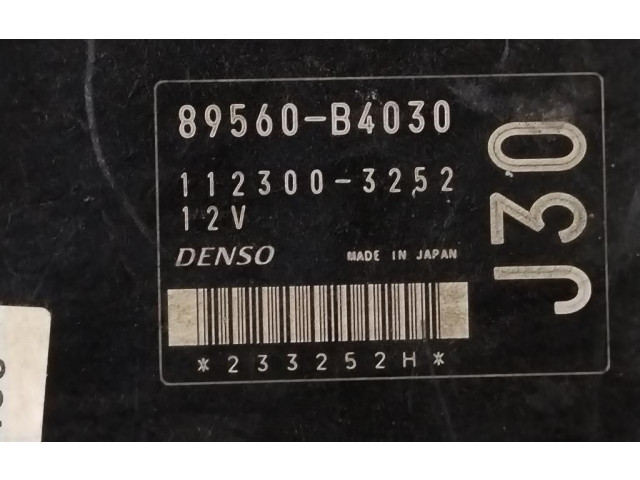 89560-B4030
112300-3252
12V
DENSO MADE IN JAPAN
*233252H*
J30